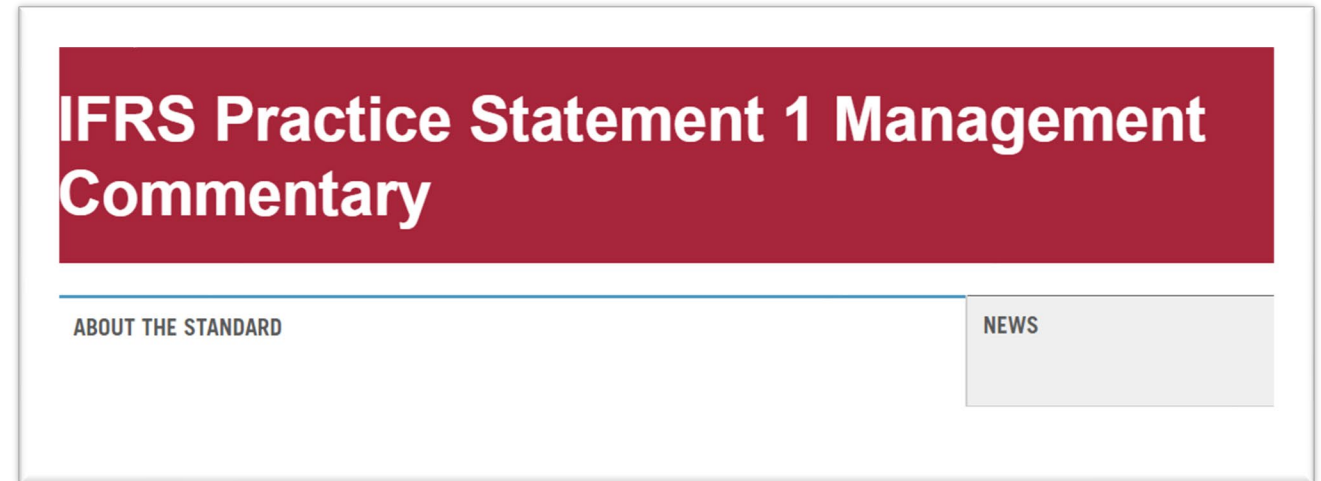 IFRS Practice Statement 1 Management
Commentary
ABOUT THE STANDARD
NEWS